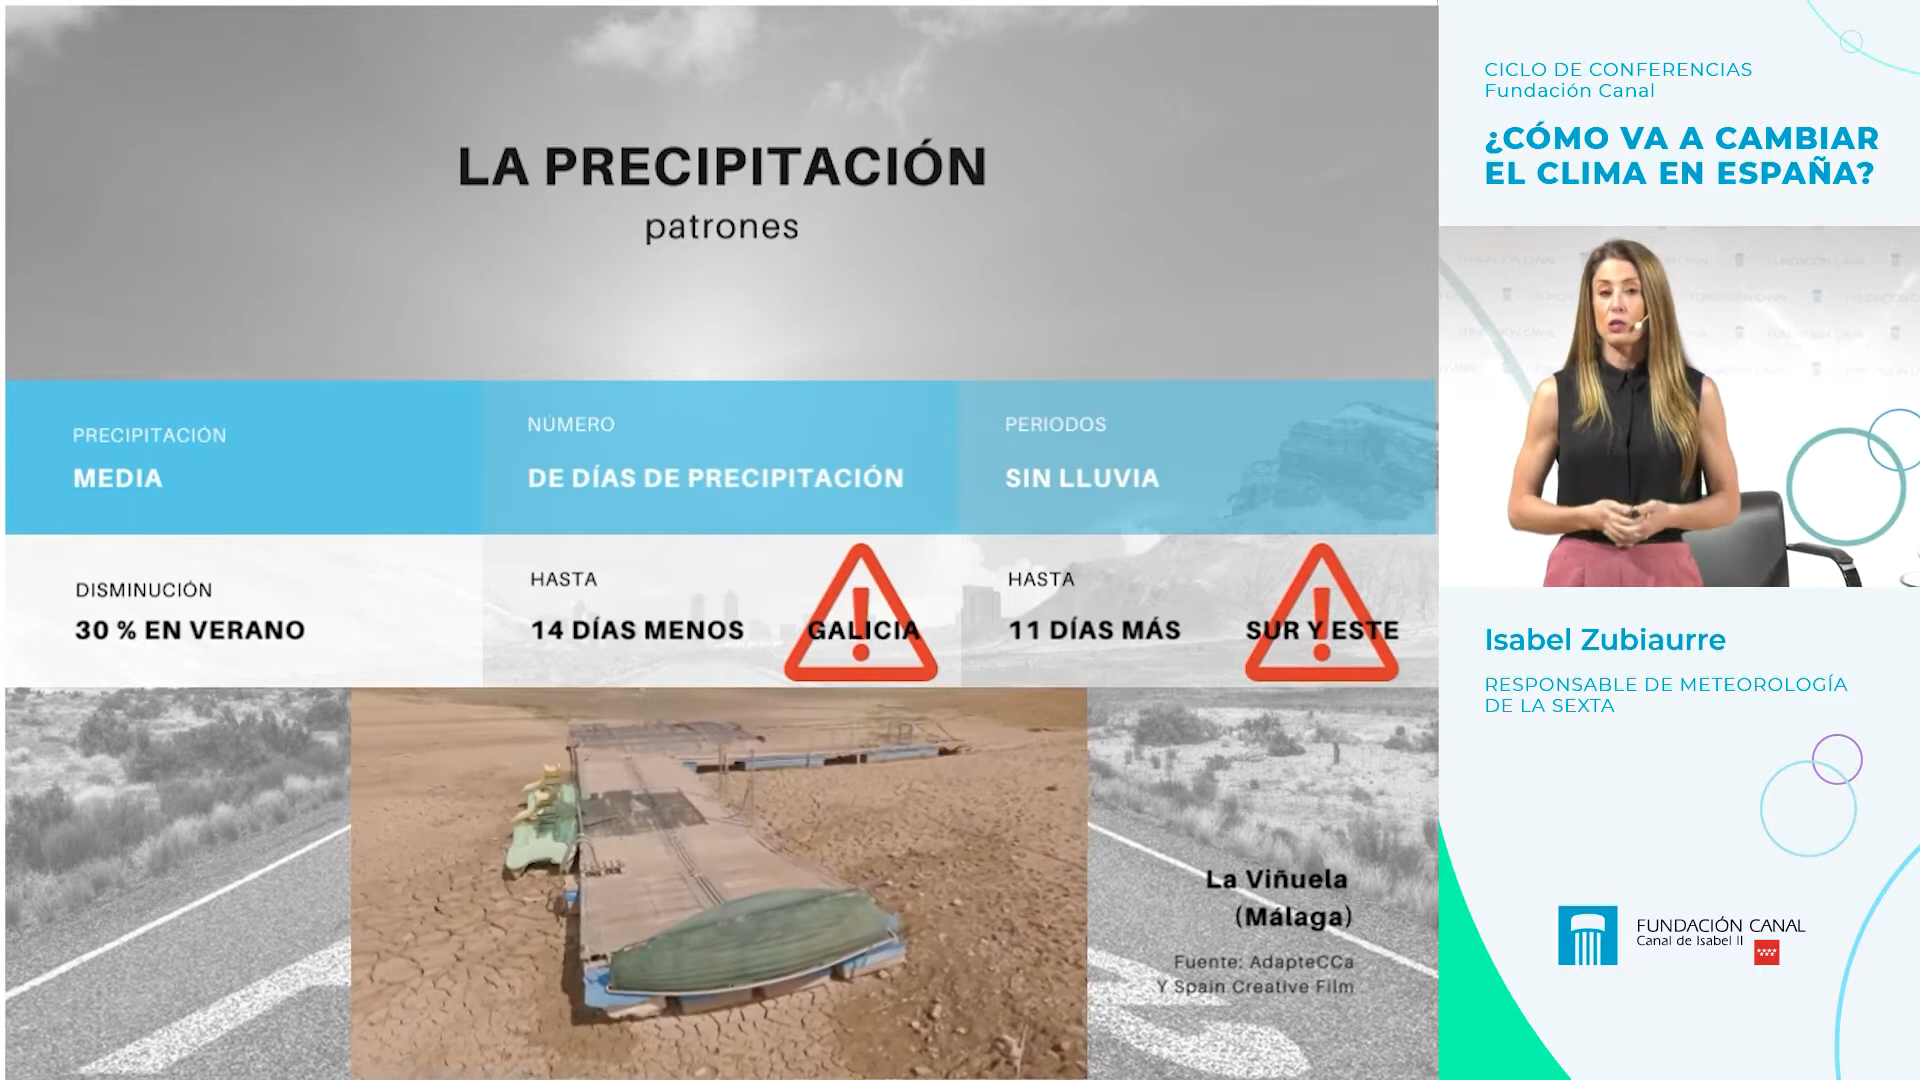 LA PRECIPITACIÓN
patrones
PRECIPITACIÓN
MEDIA
NÚMERO
DE DÍAS DE PRECIPITACIÓN
PERIODOS
SIN LLUVIA
DISMINUCIÓN
30 % EN VERANO
HASTA
14 DÍAS MENOS
GALICIA
HASTA
11 DÍAS MÁS
SUR Y ESTE
La Viñuela
(Málaga)
Fuente: AdapteCCa
Y Spain Creative Film
CICLO DE CONFERENCIAS
Fundación Canal
¿CÓMO VA A CAMBIAR
EL CLIMA EN ESPAÑA?
Isabel Zubiaurre
RESPONSABLE DE METEOROLOGÍA
DE LA SEXTA
FUNDACIÓN CANAL
Canal de Isabel II